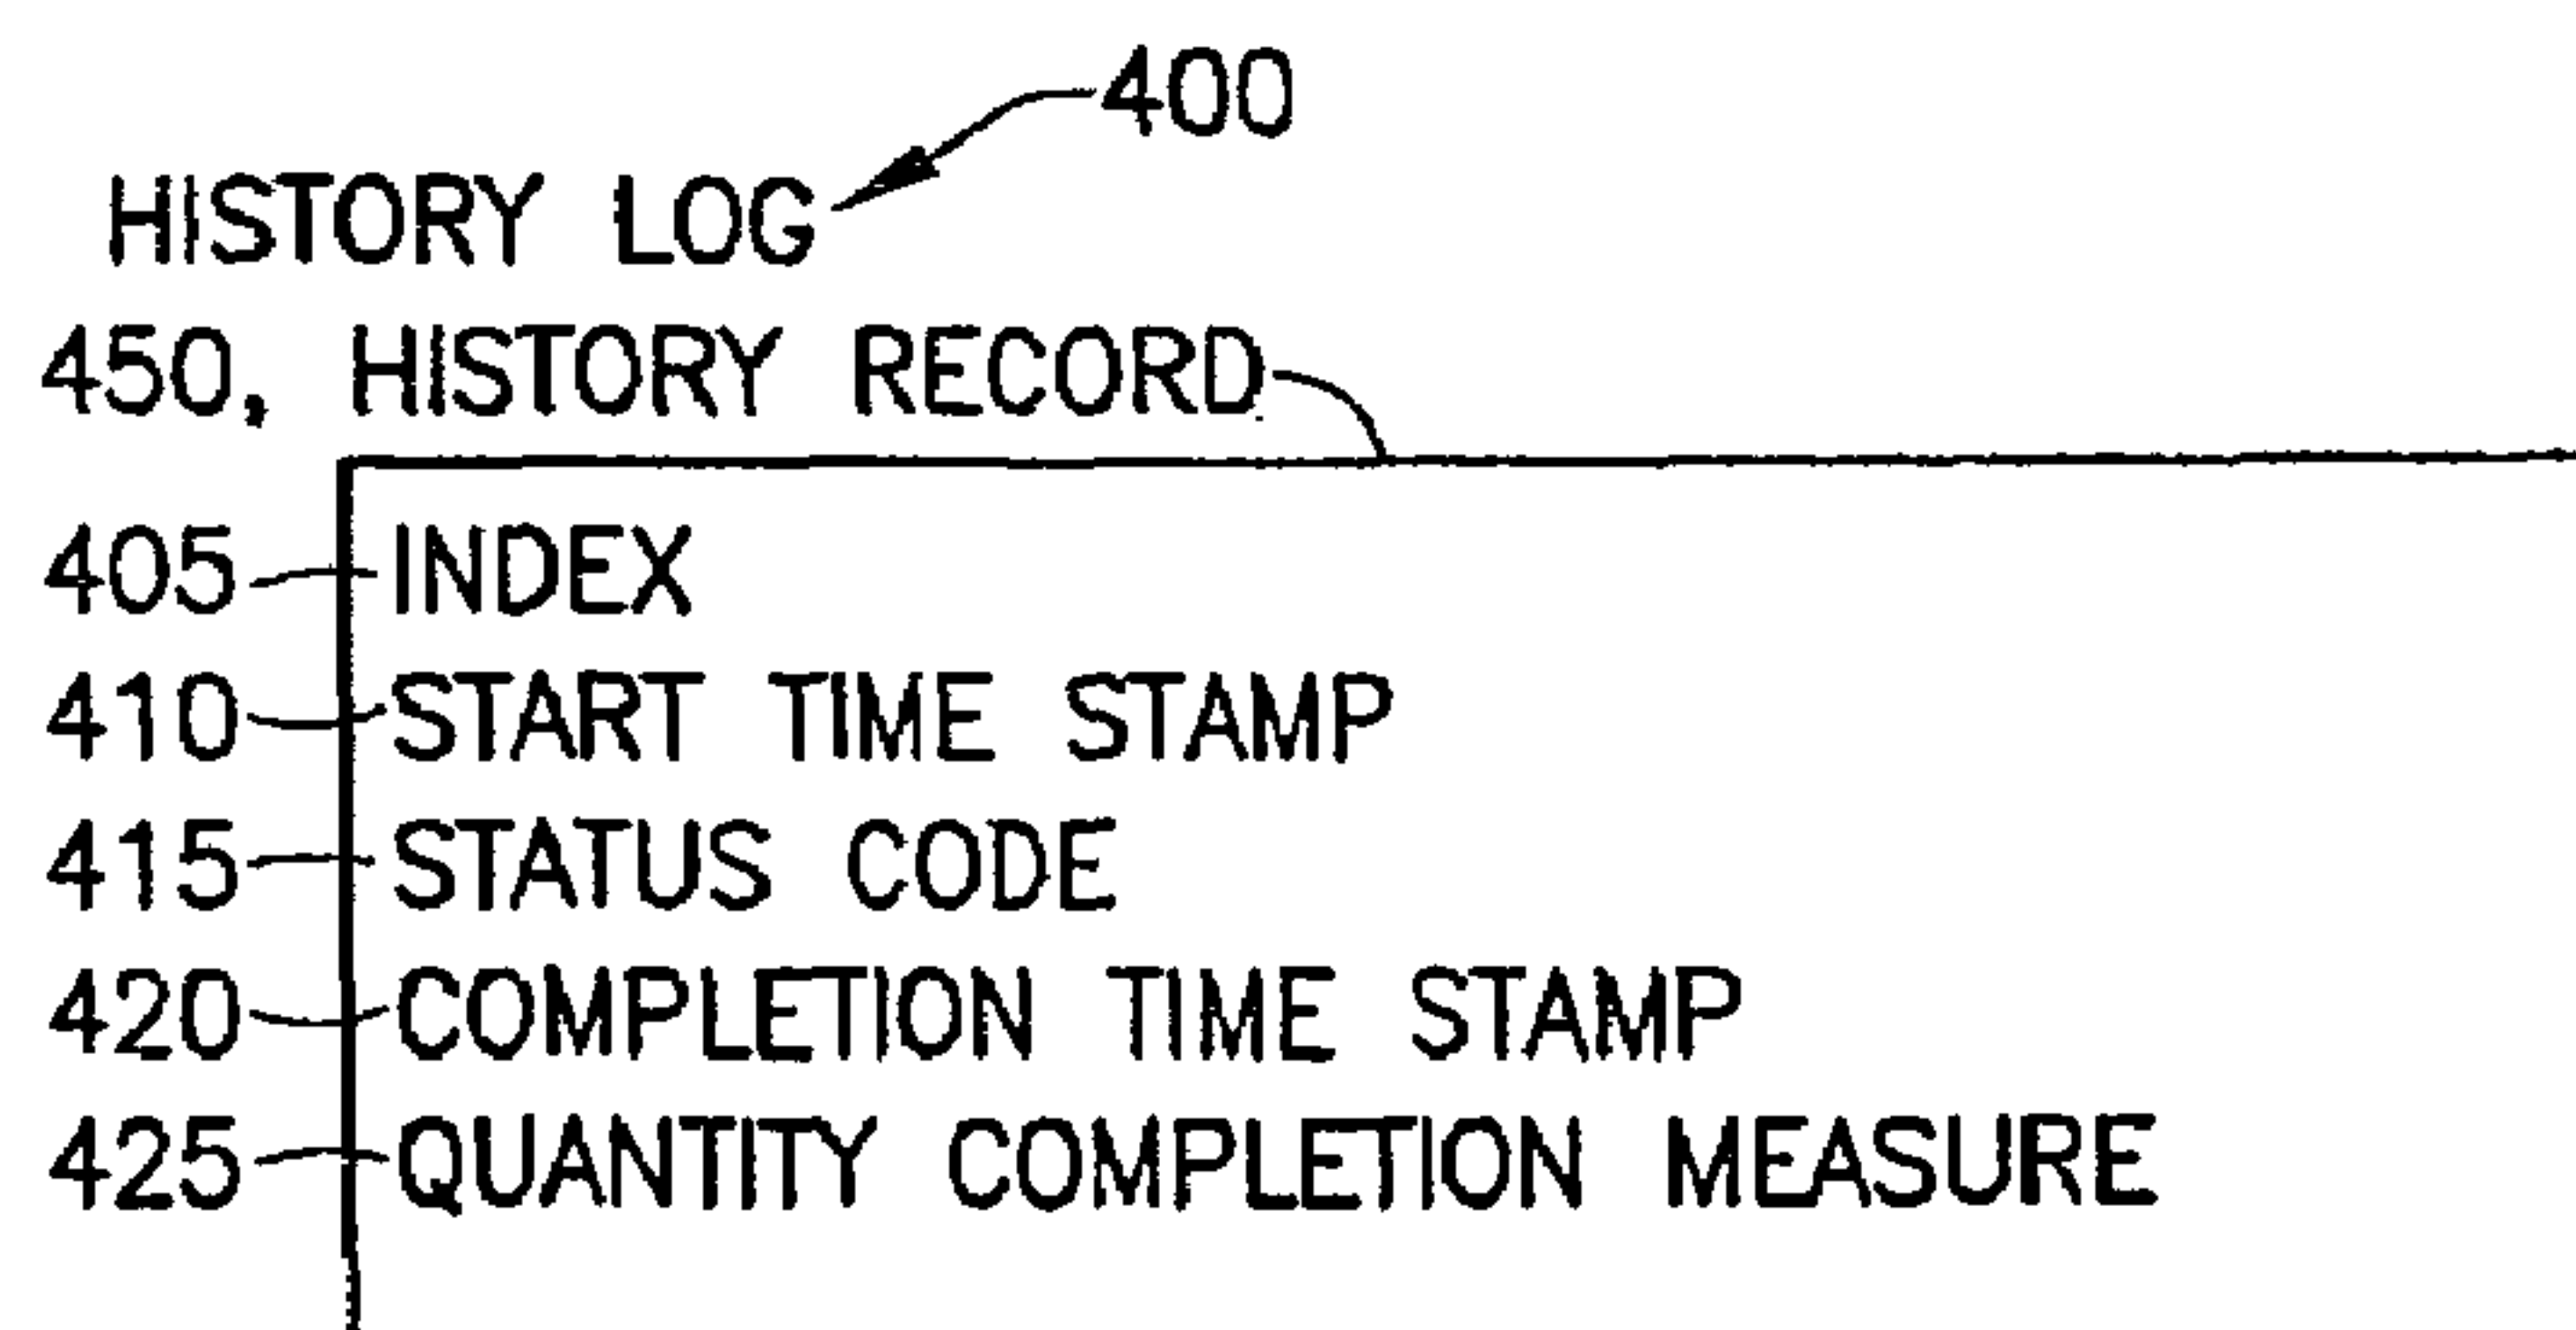 400
HISTORY LOG
450, HISTORY RECORD
405 INDEX
410 START TIME STAMP
415 STATUS CODE
420 COMPLETION TIME STAMP
425 QUANTITY COMPLETION MEASURE